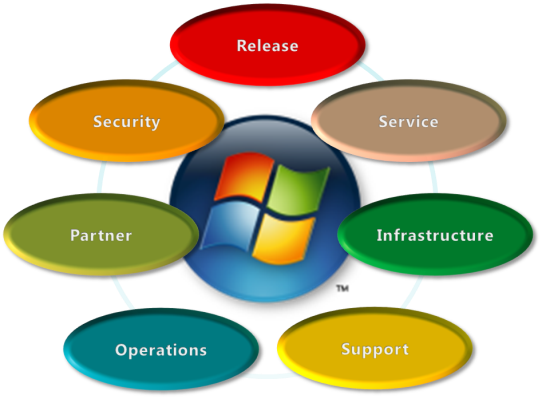 Release
Security
Service
Partner
Infrastructure
TM
Operations
Support